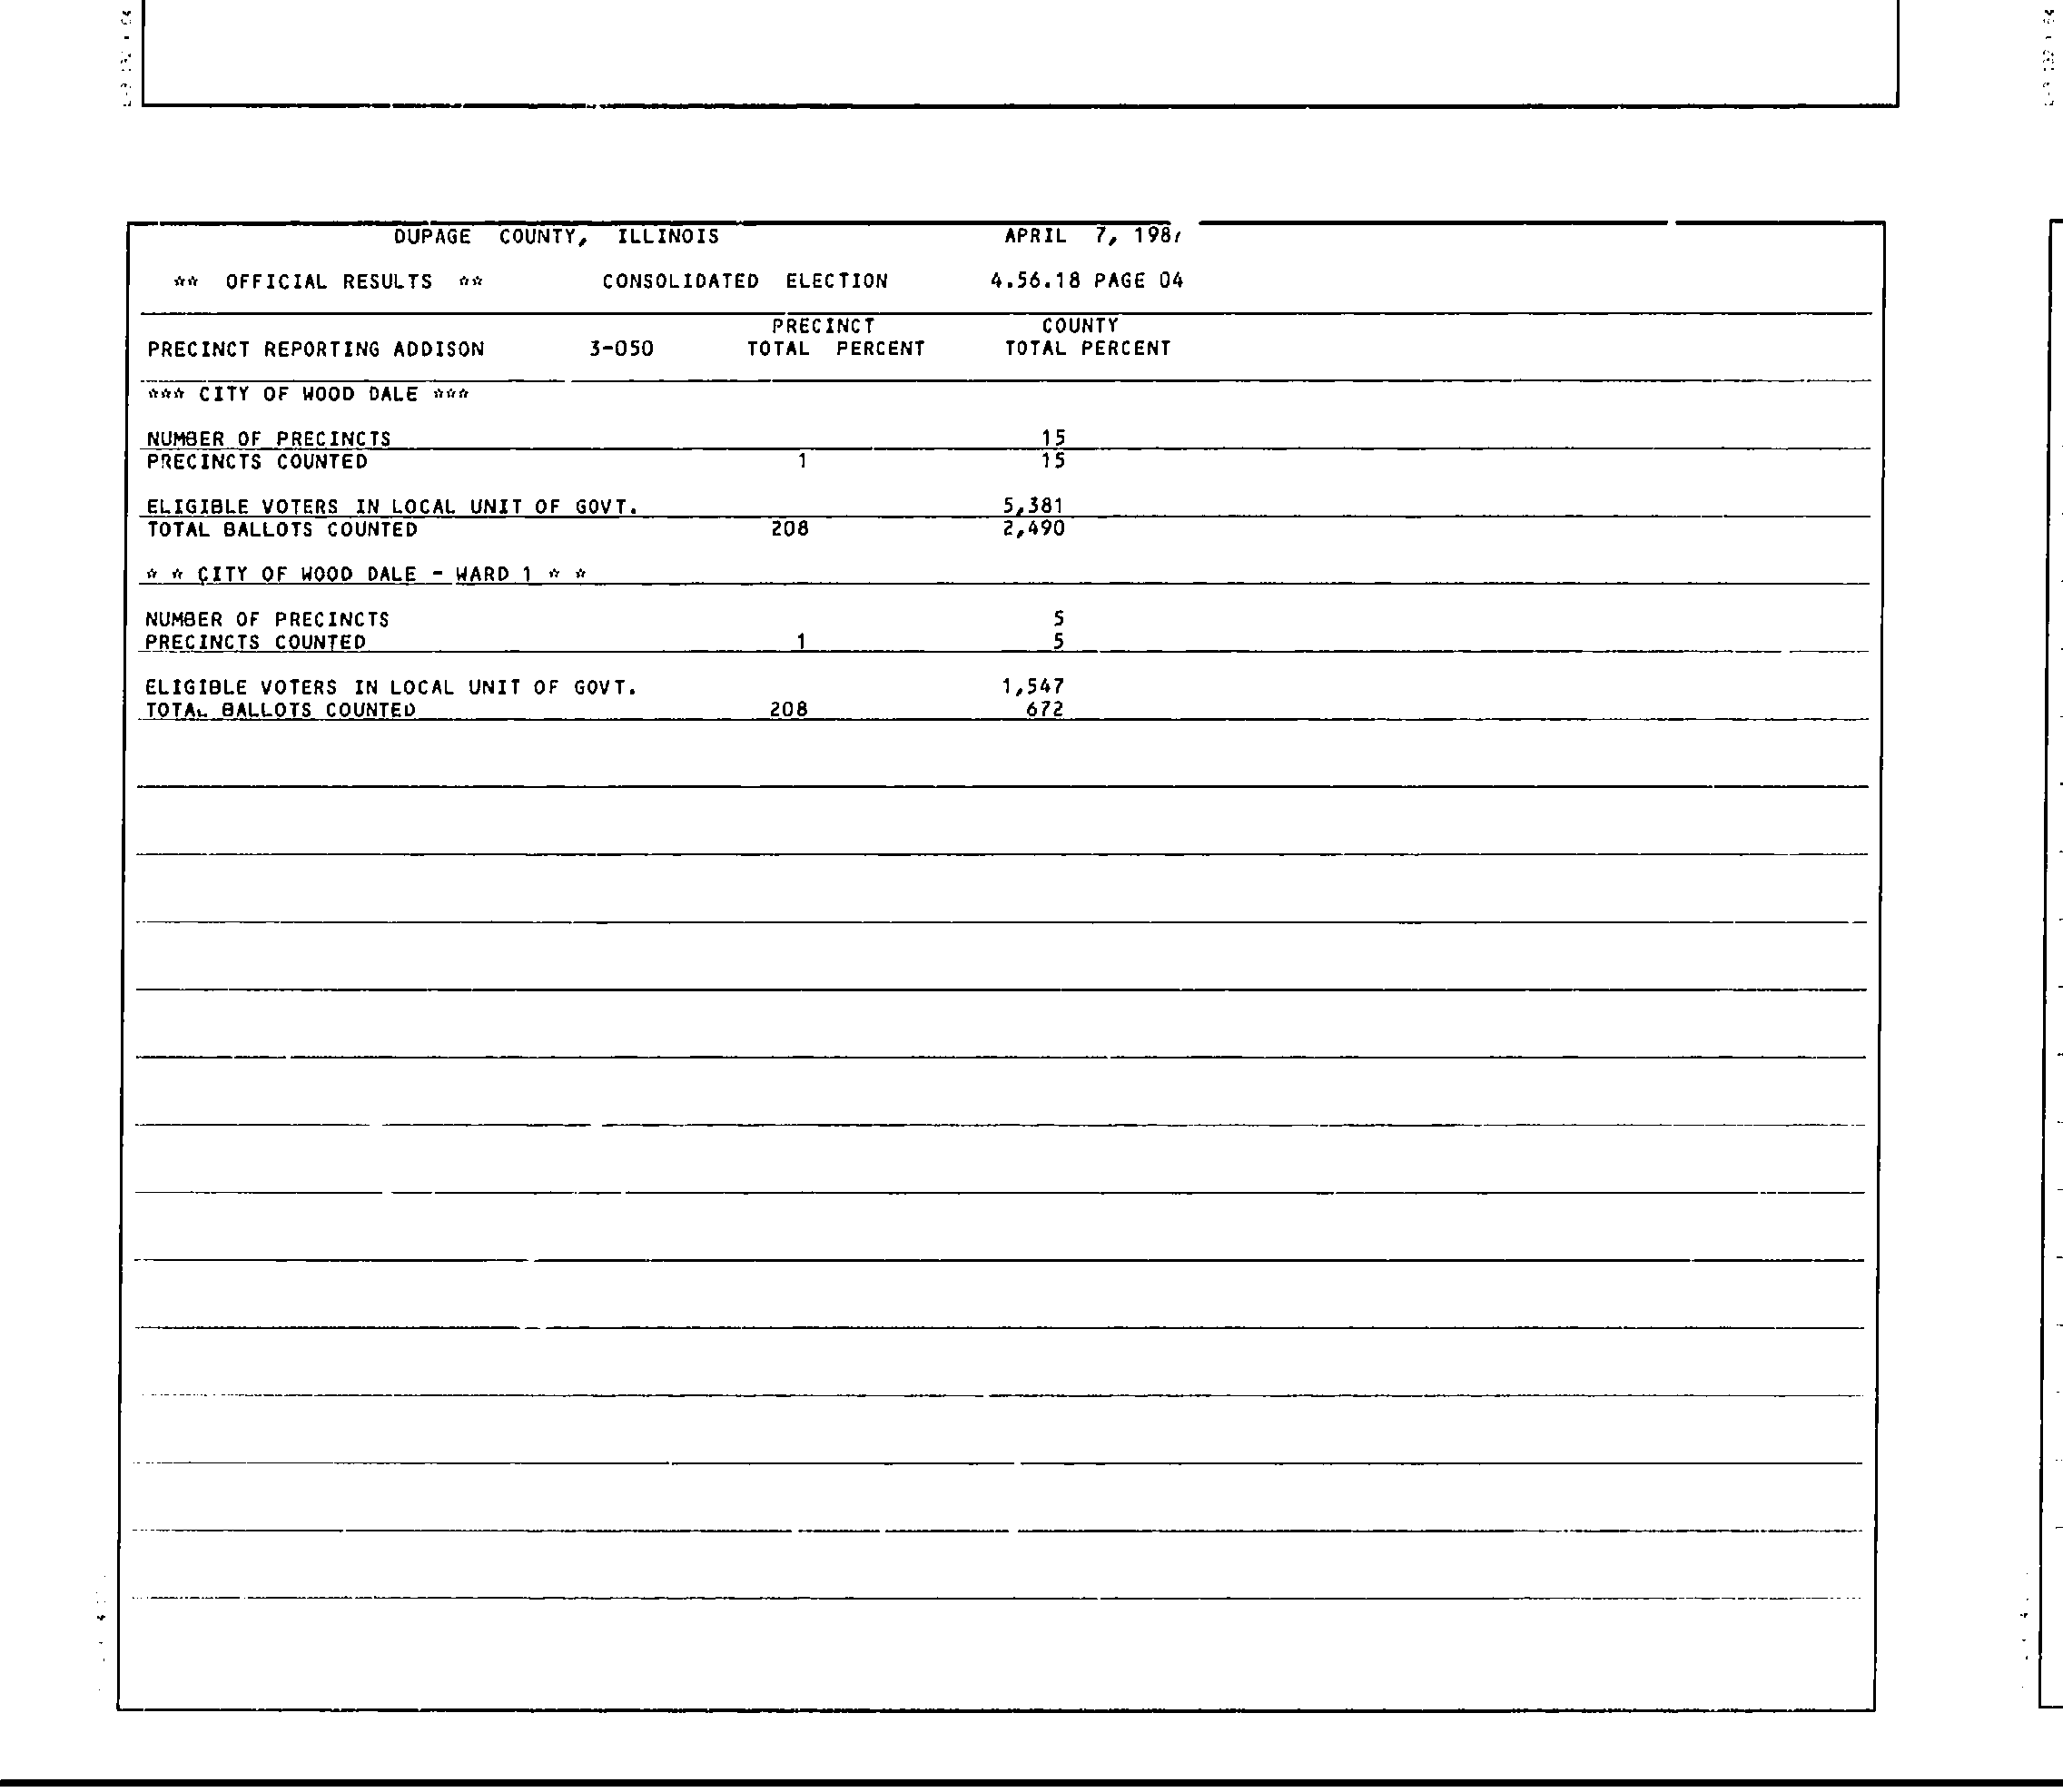 DUPAGE COUNTY, ILLINOIS APRIL 7, 198
** OFFICIAL RESULTS ** CONSOLIDATED ELECTION 4.56.18 PAGE 04
PRECINCT COUNTY
PRECINCT REPORTING ADDISON 3-050 TOTAL PERCENT TOTAL PERCENT
*** CITY OF WOOD DALE ***
NUMBER OF PRECINCTS 15
PRECINCTS COUNTED 1 15
ELIGIBLE VOTERS IN LOCAL UNIT OF GOVT. 5,381
TOTAL BALLOTS COUNTED 208 2,490
* * CITY OF WOOD DALE - WARD 1 * *
NUMBER OF PRECINCTS 5
PRECINCTS COUNTED 1 5
ELIGIBLE VOTERS IN LOCAL UNIT OF GOVT. 1,547
TOTAL BALLOTS COUNTED 208 672